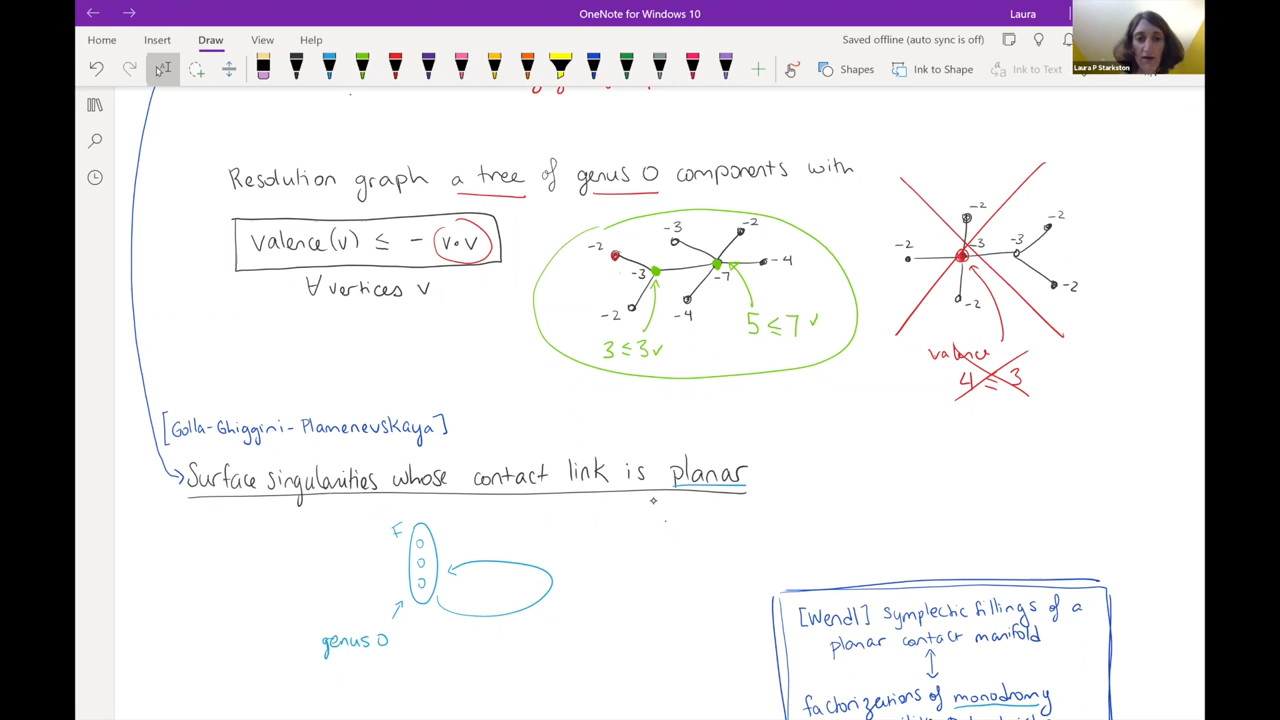 OneNote for Windows 10
Laura
Home
Insert
Draw
View
Help
Saved offline (auto sync is off)
Shapes
Ink to Shape
Ink to Text
Laura P Starkston
Resolution graph a tree of genus 0 components with
valence(v) ≤ - v·v
∀ vertices v
-2
-3
-2
-3
-7
-4
-2
-4
3 ≤ 3 ✓
5 ≤ 7 ✓
-2
-2
-3
-3
-2
-2
-2
valence
4 ≤ 3
[Golla-Ghiggini-Plamenevskaya]
Surface singularities whose contact link is planar
F
genus 0
[Wendl] Symplectic fillings of a
planar contact manifold
↕
factorizations of monodromy